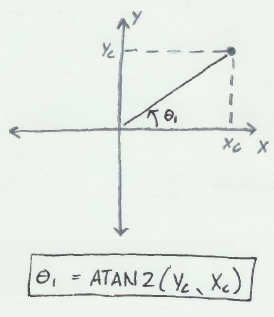 Y
Yc
θ1
Xc
X
θ1 = ATAN2(Yc, Xc)